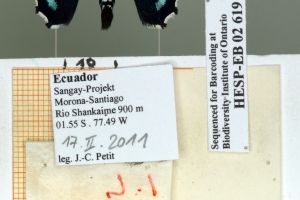 Ecuador
Sangay-Projekt
Morona-Santiago
Rio Shankaime 900 m
01.55 S . 77.49 W
17. II. 2011
leg. J.-C. Petit
Sequenced for Barcoding at
Biodiversity Institute of Ontario
HESP-EB 02 619